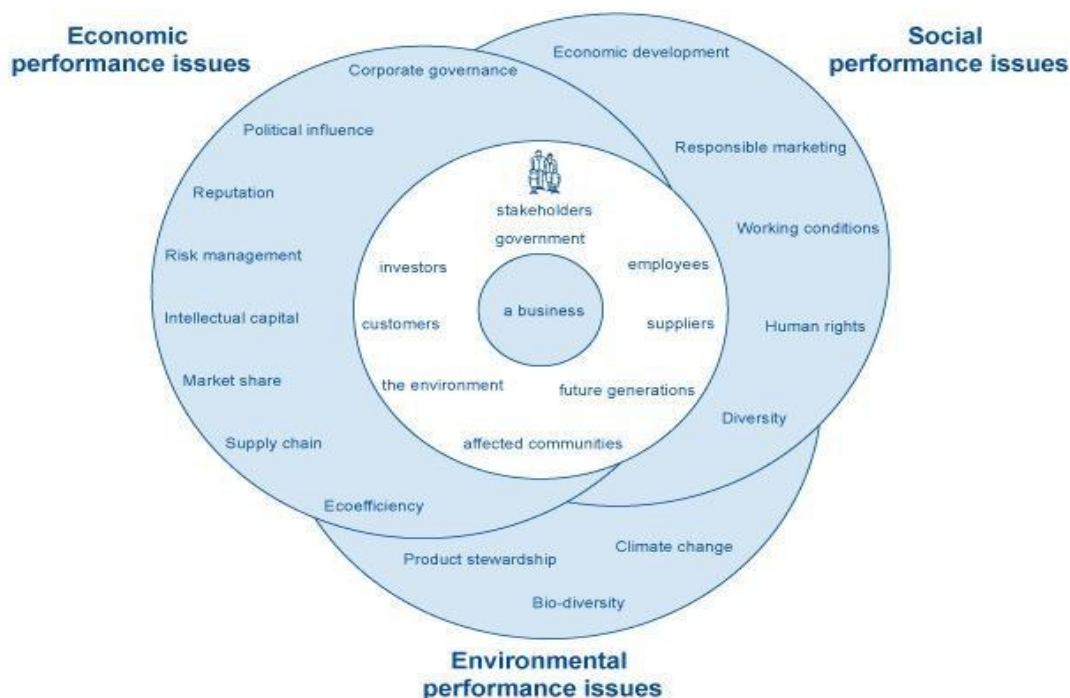 Economic
performance issues
Social
performance issues
Economic development
Corporate governance
Political influence
Responsible marketing
Reputation
stakeholders
Working conditions
government
Risk management
investors
employees
a business
Intellectual capital
customers
suppliers
Human rights
Market share
the environment
future generations
Diversity
Supply chain
affected communities
Ecoefficiency
Climate change
Product stewardship
Bio-diversity
Environmental
performance issues